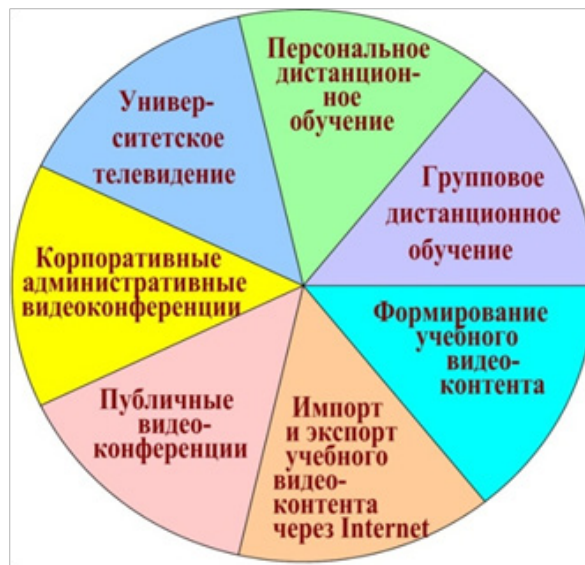 Персональное
дистанцион-
ное
обучение
Универ-
ситетское
телевидение
Групповое
дистанционное
обучение
Корпоративные
административные
видеоконференции
Формирование
учебного
видео-
контента
Публичные
видео-
конференции
Импорт
и экспорт
учебного
видео-
контента
через Internet